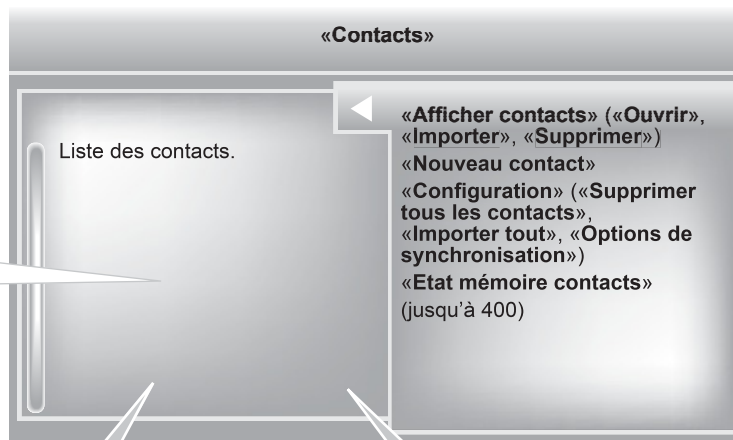 «Contacts»
Liste des contacts.
«Afficher contacts» («Ouvrir»,
«Importer», «Supprimer»)
«Nouveau contact»
«Configuration» («Supprimer
tous les contacts»,
«Importer tout», «Options de
synchronisation»)
«Etat mémoire contacts»
(jusqu’à 400)